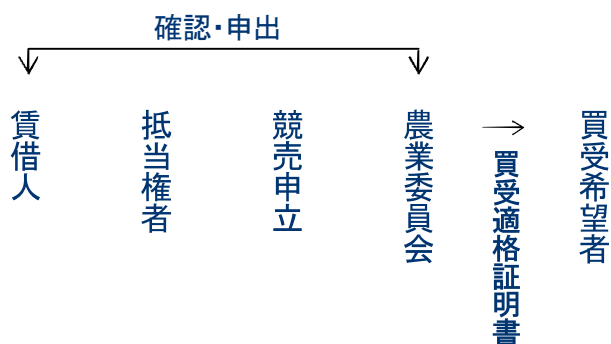 確認・申出
賃借人
抵当権者
競売申立
農業委員会
買受適格証明書
買受希望者